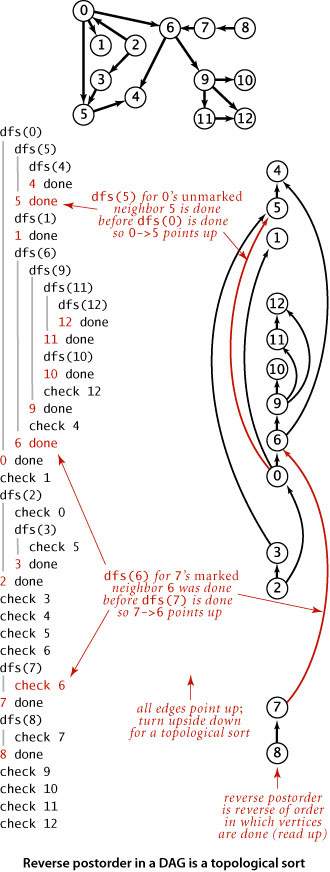 0
1
2
6
7
8
3
9
10
5
4
11
12
dfs(0)
dfs(5)
dfs(4)
4 done
5 done
dfs(1)
1 done
dfs(6)
dfs(9)
dfs(11)
dfs(12)
12 done
11 done
dfs(10)
10 done
check 12
9 done
check 4
6 done
0 done
check 1
dfs(2)
check 0
dfs(3)
check 5
3 done
2 done
check 3
check 4
check 5
check 6
dfs(7)
check 6
7 done
dfs(8)
check 7
8 done
check 9
check 10
check 11
check 12
dfs(5) for 0's unmarked
neighbor 5 is done
before dfs(0) is done
so 0->5 points up
dfs(6) for 7's marked
neighbor 6 was done
before dfs(7) is done
so 7->6 points up
all edges point up;
turn upside down
for a topological sort
4
5
1
12
11
10
9
6
0
3
2
7
8
reverse postorder
is reverse of order
in which vertices
are done (read up)
Reverse postorder in a DAG is a topological sort